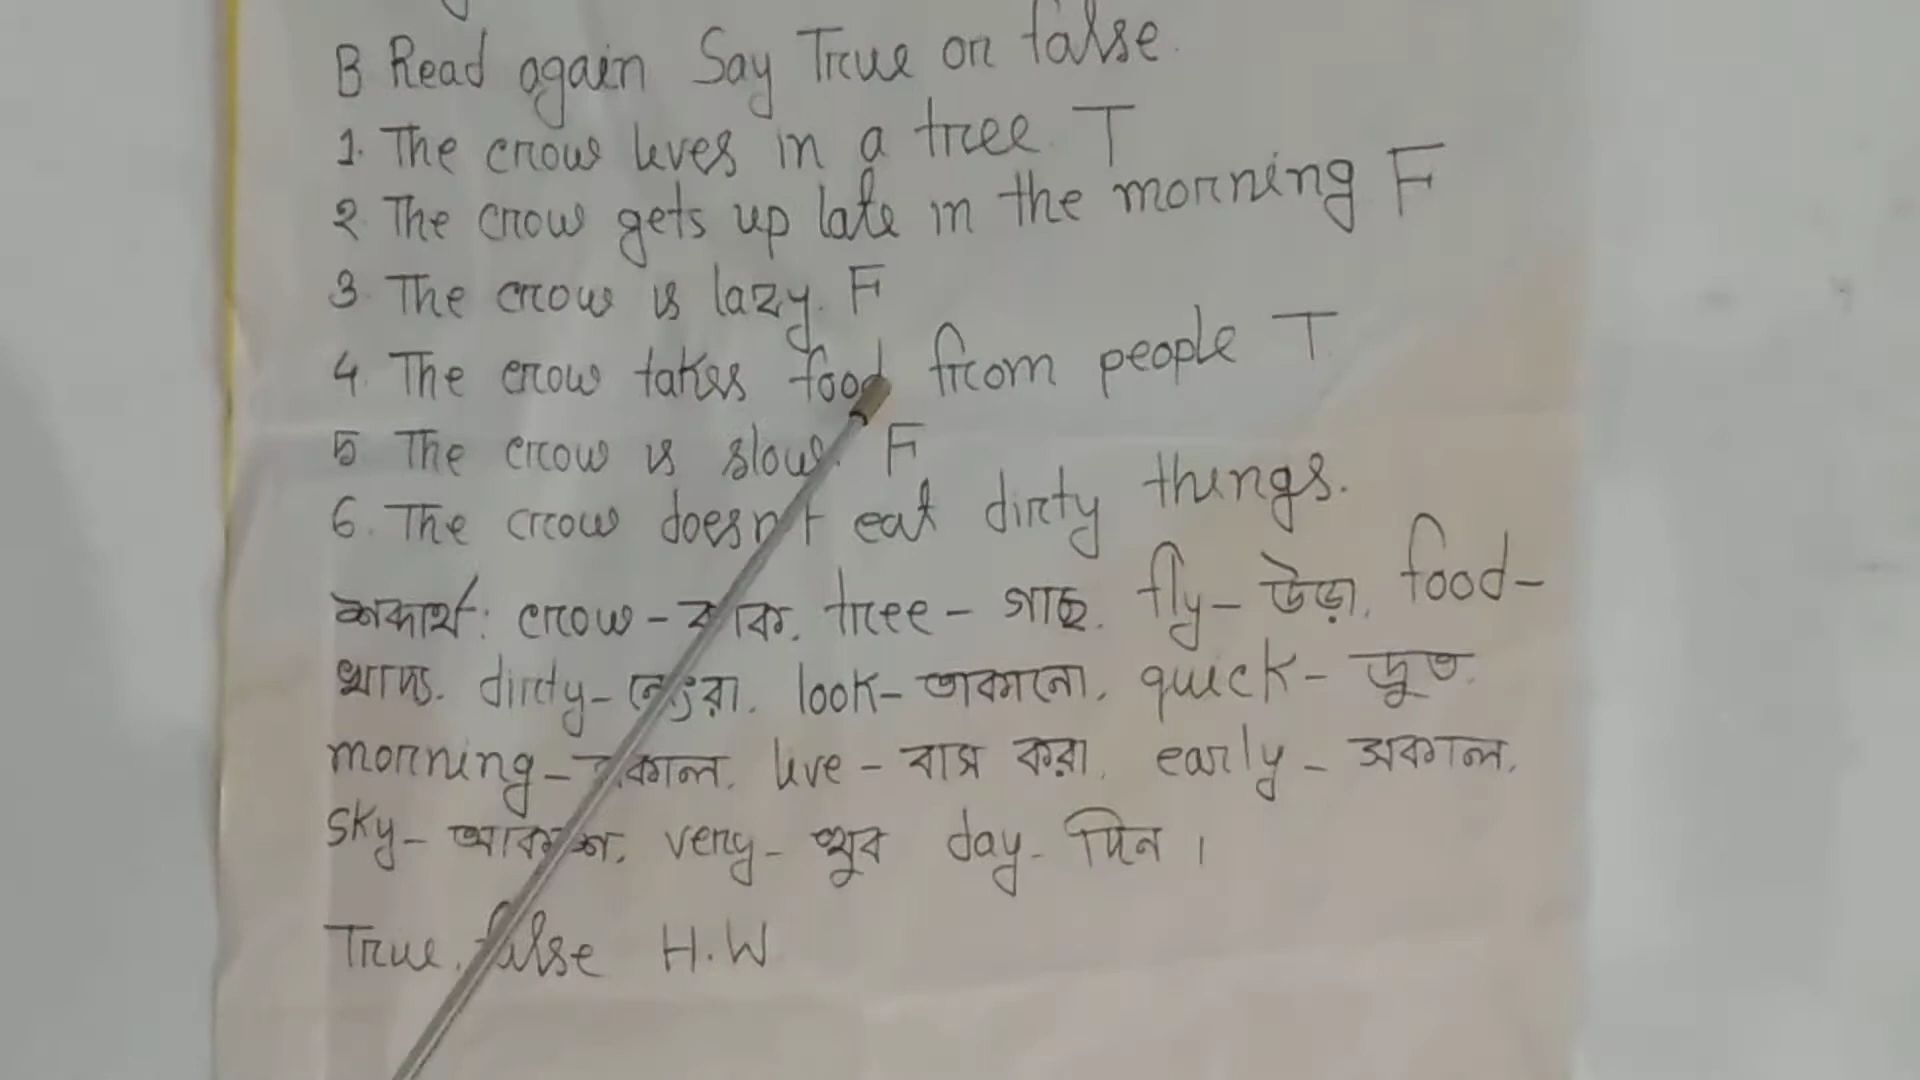 B Read again Say True or false.
1. The crow lives in a tree. T
2. The crow gets up late in the morning F
3. The crow is lazy. F
4. The crow takes food from people T
5. The crow is slow. F
6. The crow doesn't eat dirty things.
শব্দার্থ: crow - কাক, tree - গাছ, fly - উড়া, food -
খাদ্য. dirty - নোংরা, look - তাকানো, quick - দ্রুত.
morning - সকাল, live - বাস করা, early - সকাল,
sky - আকাশ, very - খুব day - দিন ।
True, false H.W